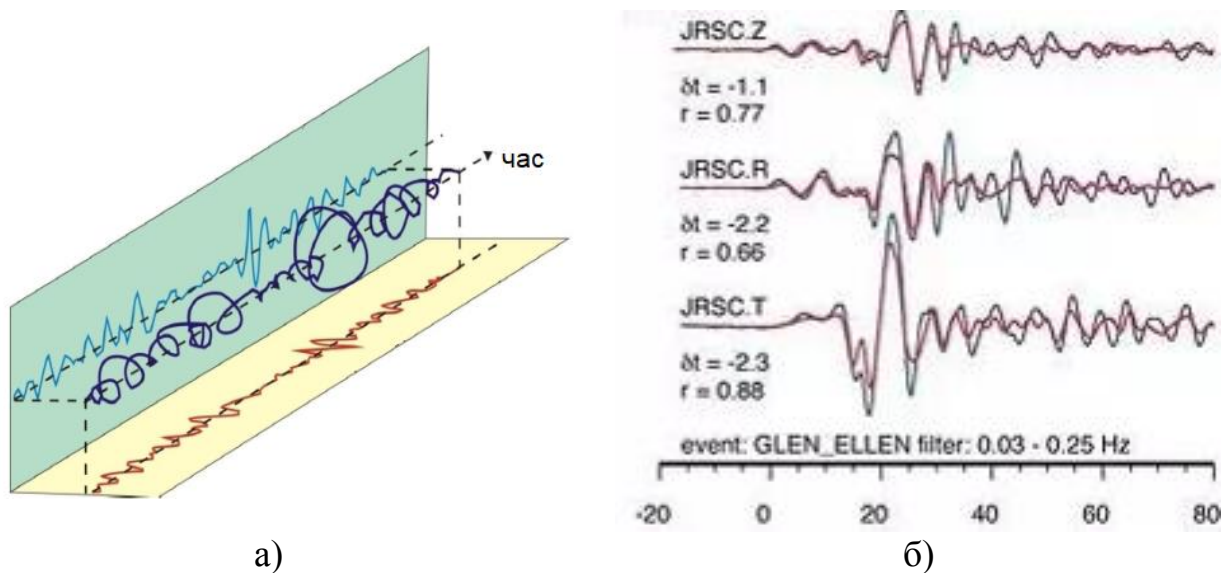 час
JRSC.Z
δt = -1.1
r = 0.77
JRSC.R
δt = -2.2
r = 0.66
JRSC.T
δt = -2.3
r = 0.88
event: GLEN_ELLEN filter: 0.03 - 0.25 Hz
-20 0 20 40 60 80
а) б)